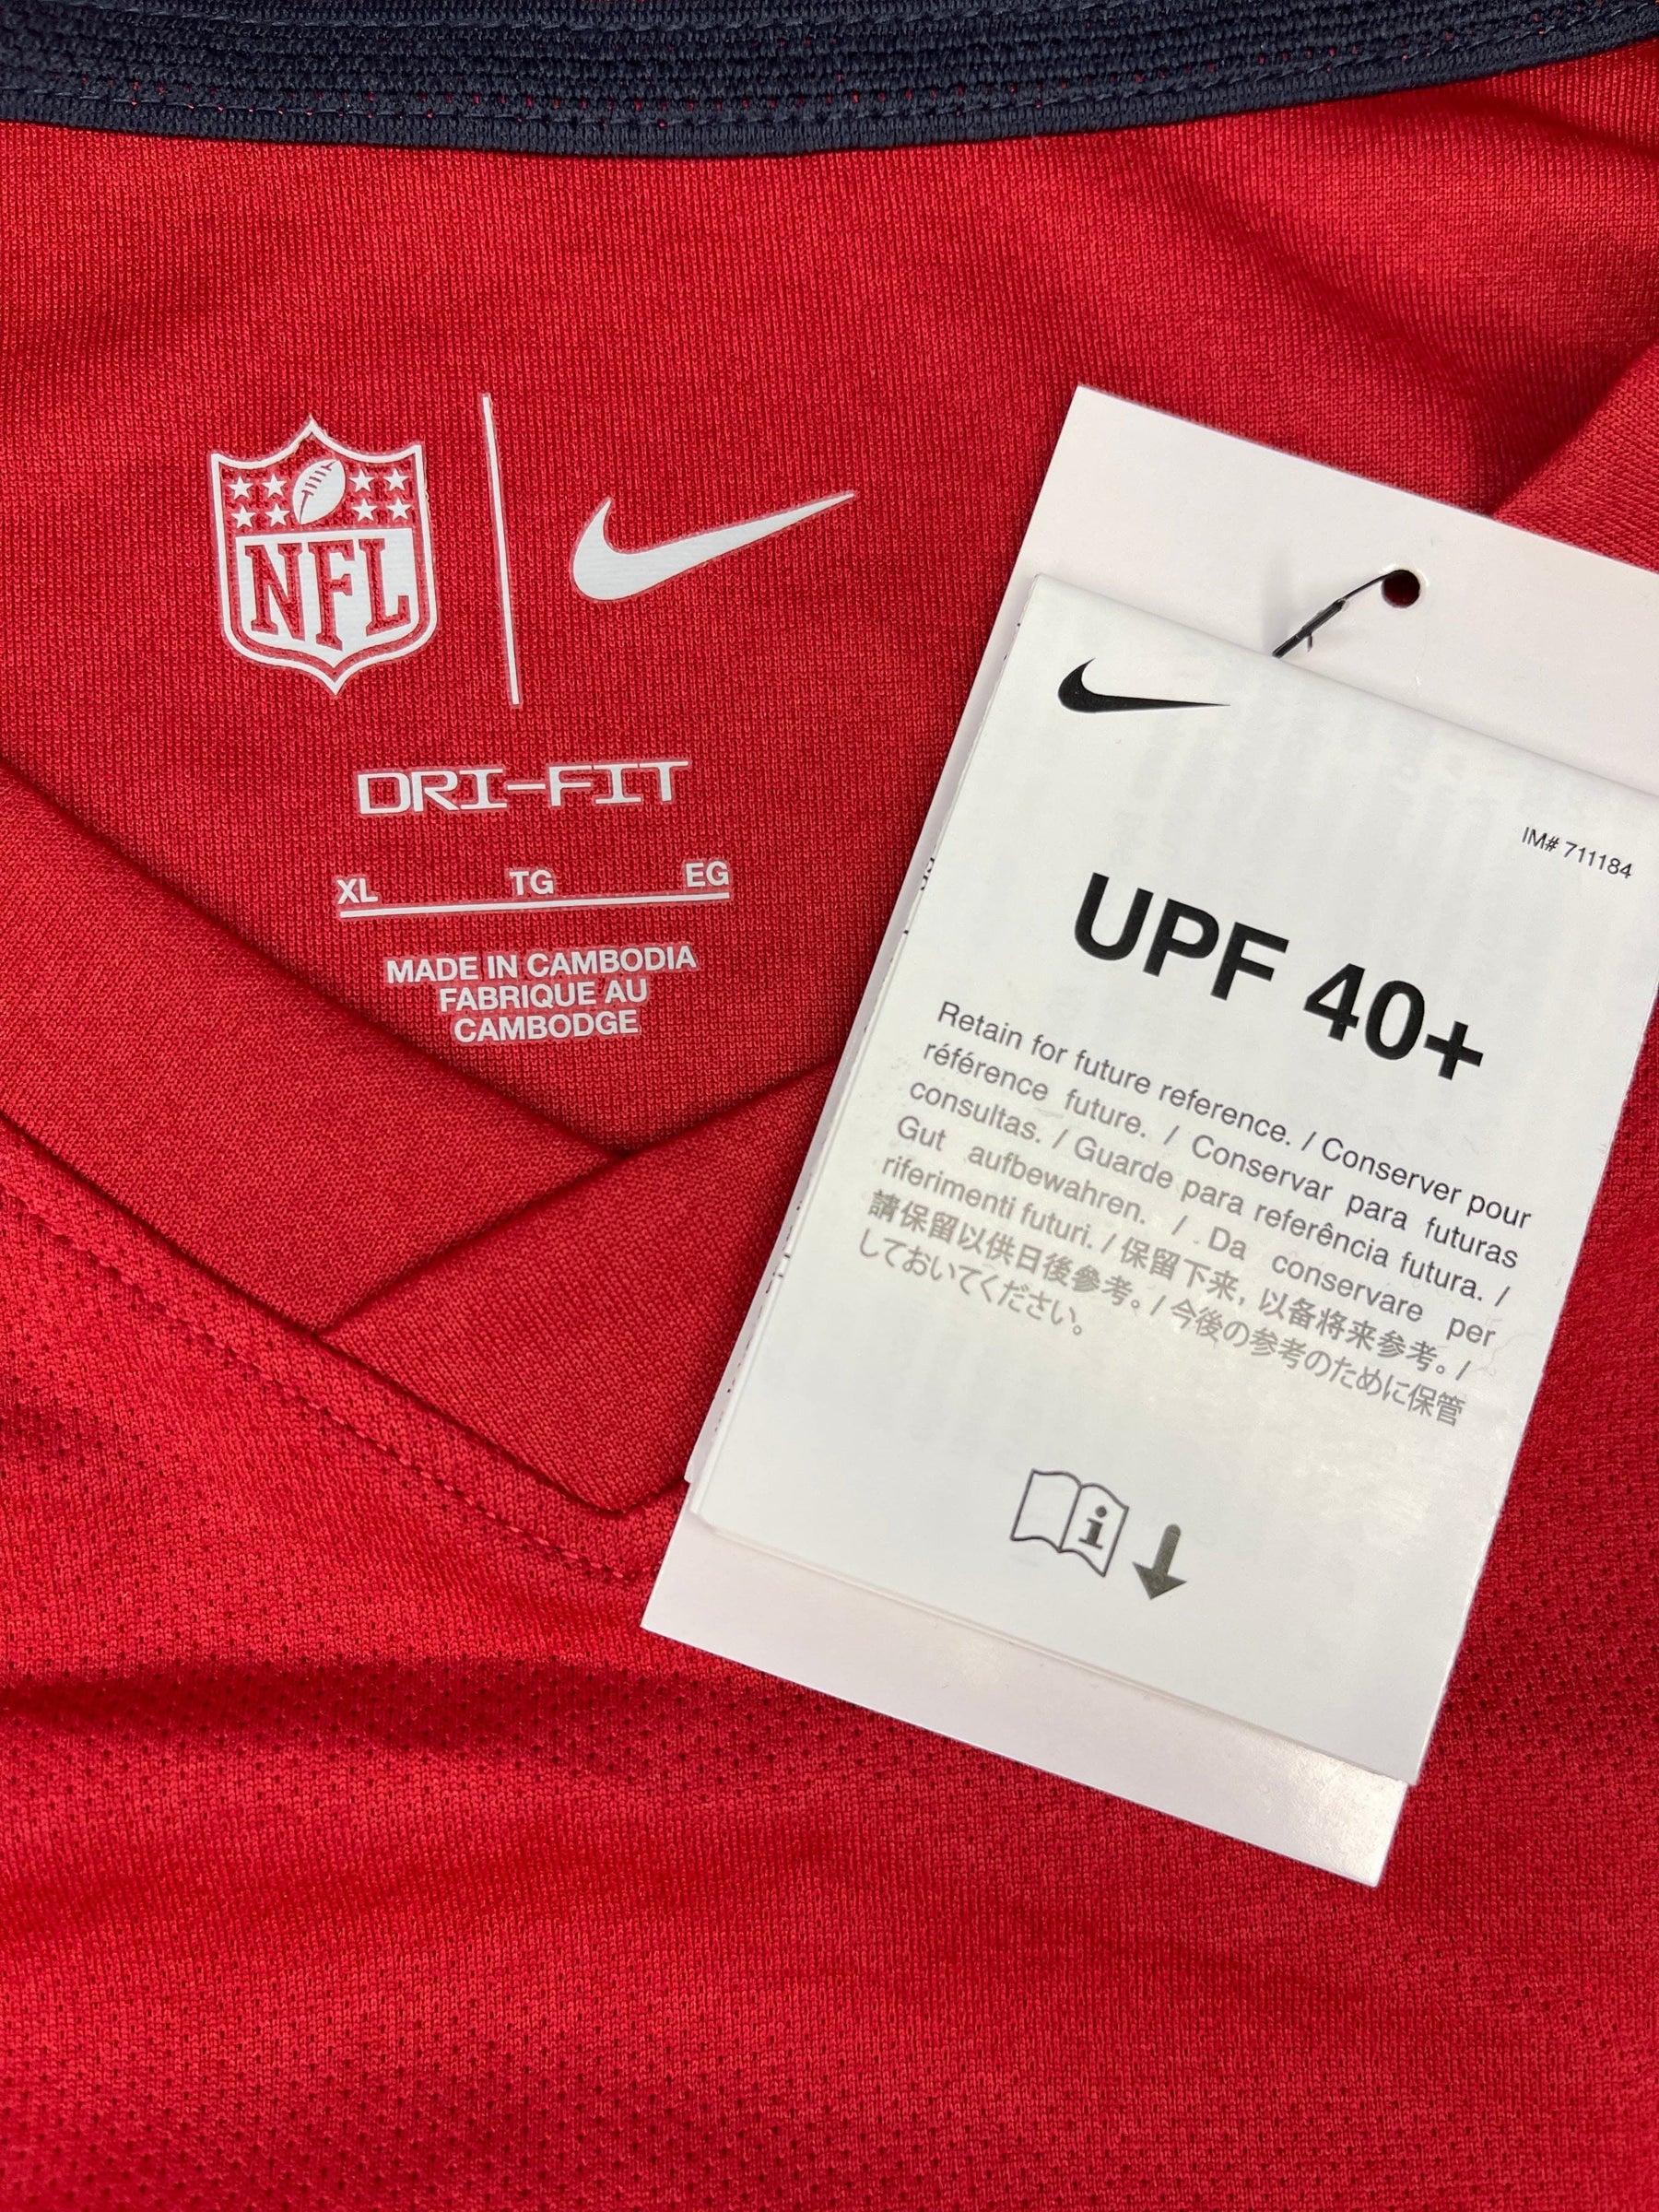 NFL
DRI-FIT
XL TG EG
MADE IN CAMBODIA
FABRIQUE AU
CAMBODGE
IM# 711184
UPF 40+
Retain for future reference. / Conserver pour
référence future. / Conservar para futuras
consultas. / Guarde para referência futura. /
Gut aufbewahren. / Da conservare per
riferimenti futuri. / 保留下来, 以备将来参考。 /
請保留以供日後參考。 / 今後の参考のために保管
しておいてください。
i